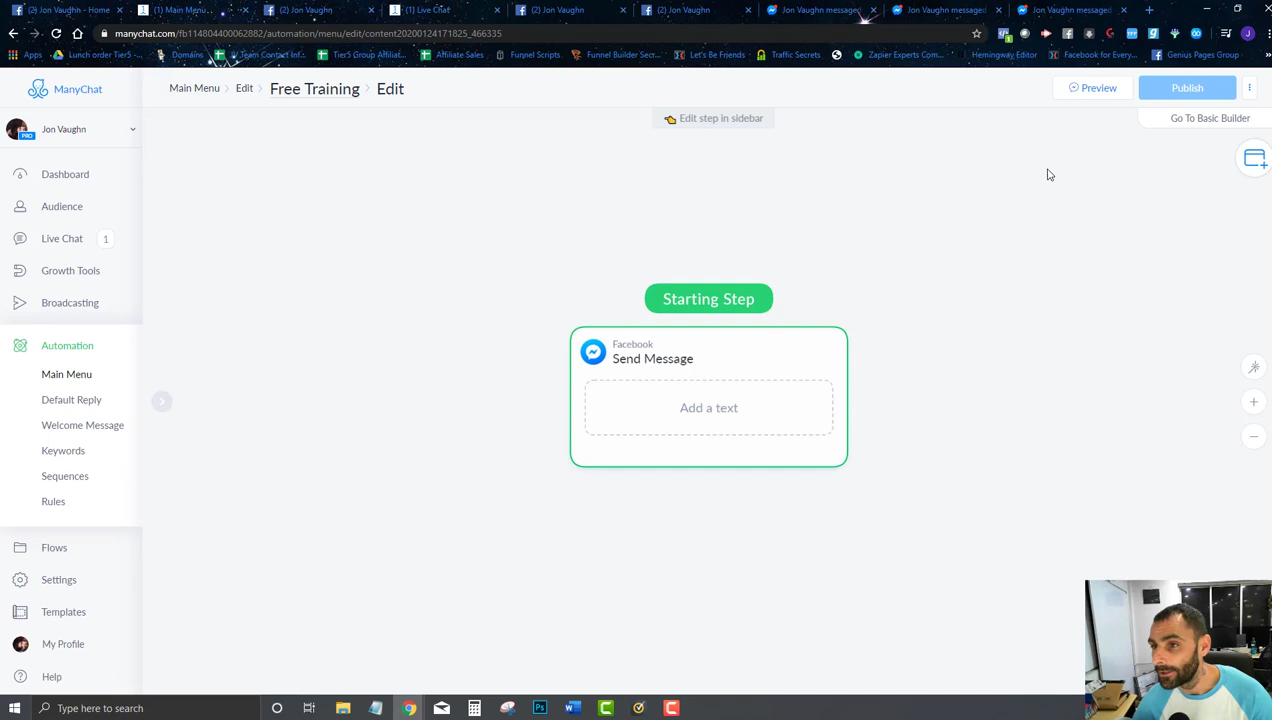 (2) Jon Vaughn - Home
(1) Main Menu
(2) Jon Vaughn
(1) Live Chat
(2) Jon Vaughn
(2) Jon Vaughn
Jon Vaughn messaged
Jon Vaughn messaged
Jon Vaughn messaged
manychat.com/fb114804400062882/automation/menu/edit/content20200124171825_466335
Apps
Lunch order Tier5
Domains
IV Team Contact Inf...
Tier5 Group Affiliat...
Affiliate Sales
Funnel Scripts
Funnel Builder Secr...
Let's Be Friends
Traffic Secrets
Zapier Experts Com...
Hemingway Editor
Facebook for Every...
Genius Pages Group
ManyChat
Main Menu
Edit
Free Training
Edit
Preview
Publish
Edit step in sidebar
Go To Basic Builder
Jon Vaughn
PRO
Dashboard
Audience
Live Chat
1
Growth Tools
Broadcasting
Automation
Main Menu
Default Reply
Welcome Message
Keywords
Sequences
Rules
Flows
Settings
Templates
My Profile
Help
Starting Step
Facebook
Send Message
Add a text
Type here to search